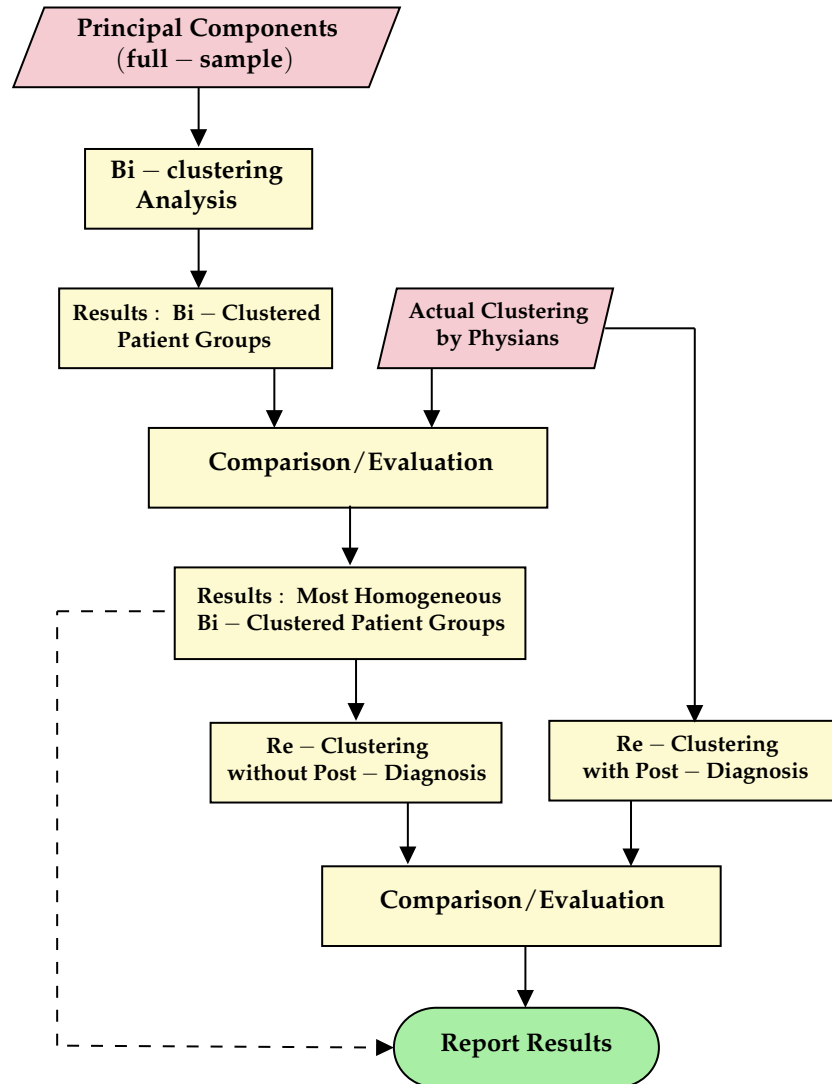 Principal Components
(full − sample)
Bi − clustering
Analysis
Results : Bi − Clustered
Patient Groups
Actual Clustering
by Physians
Comparison/Evaluation
Results : Most Homogeneous
Bi − Clustered Patient Groups
Re − Clustering
without Post − Diagnosis
Re − Clustering
with Post − Diagnosis
Comparison/Evaluation
Report Results